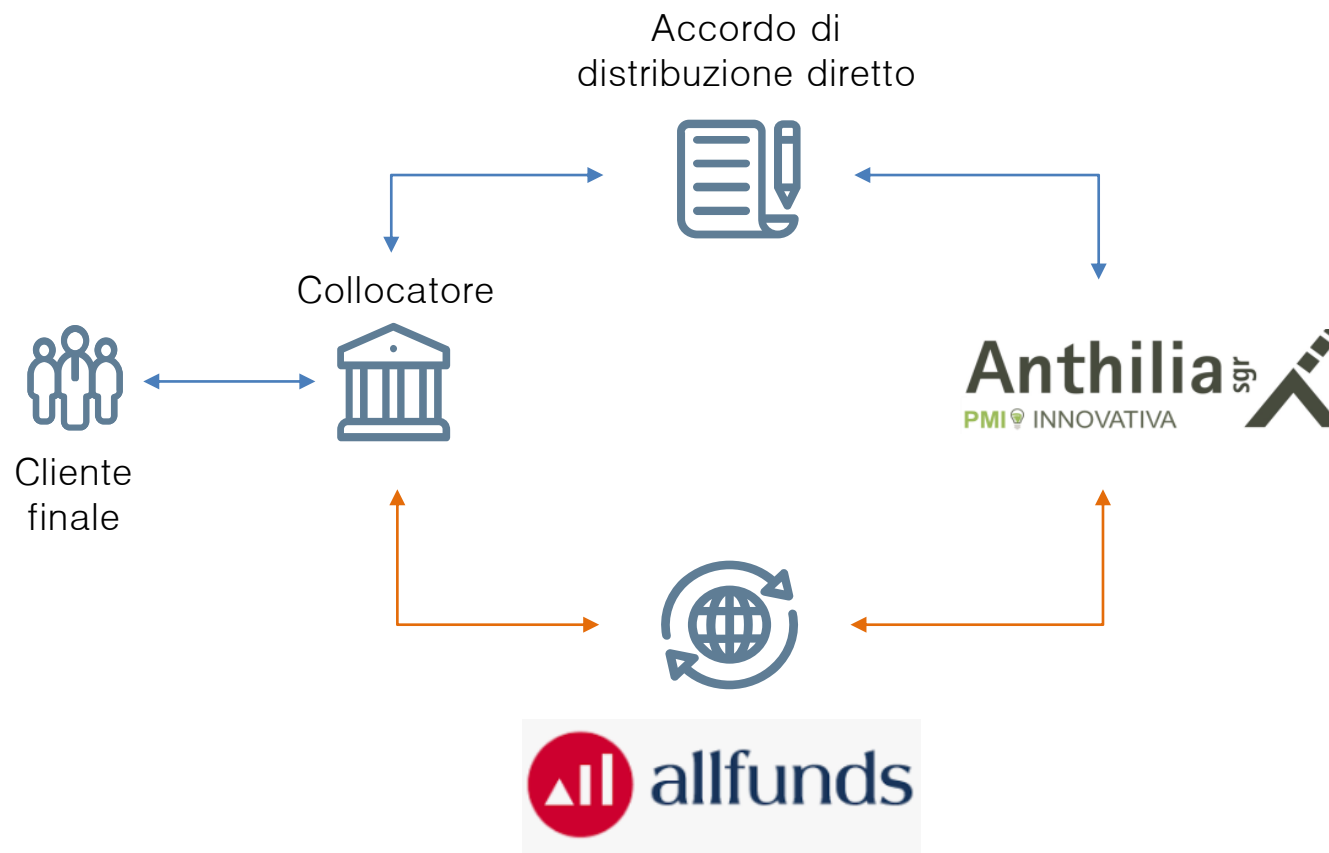 Accordo di
distribuzione diretto
Collocatore
Cliente
finale
Anthilia sgr
PMI INNOVATIVA
allfunds